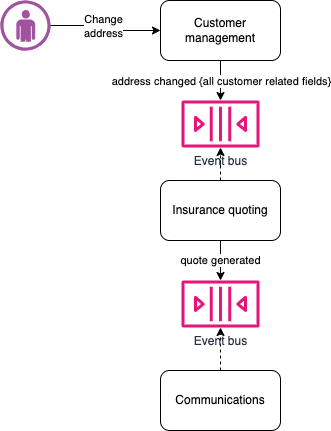 Change
address
Customer
management
address changed {all customer related fields}
Event bus
Insurance quoting
quote generated
Event bus
Communications